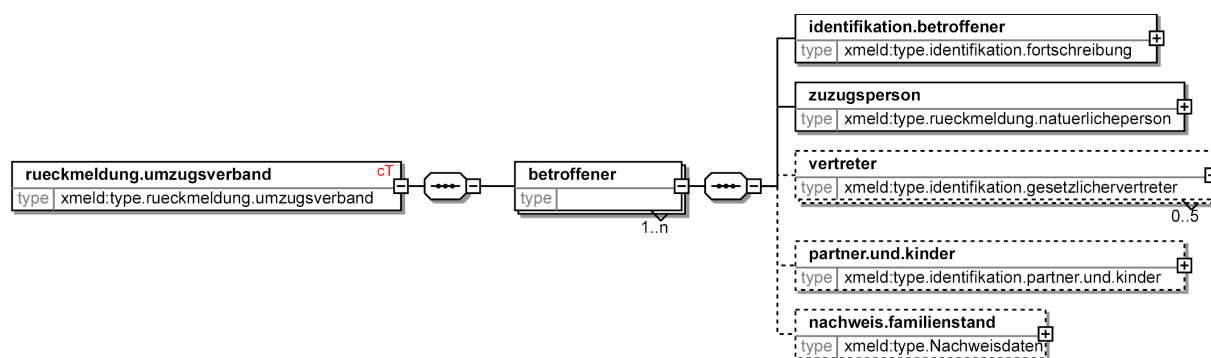 identifikation.betroffener
type xmeld:type.identifikation.fortschreibung
zuzugsperson
type xmeld:type.rueckmeldung.natuerlicheperson
rueckmeldung.umzugsverband cT
type xmeld:type.rueckmeldung.umzugsverband
betroffener
type
1..n
vertreter
type xmeld:type.identifikation.gesetzlichervertreter
0..5
partner.und.kinder
type xmeld:type.identifikation.partner.und.kinder
nachweis.familienstand
type xmeld:type.Nachweisdaten